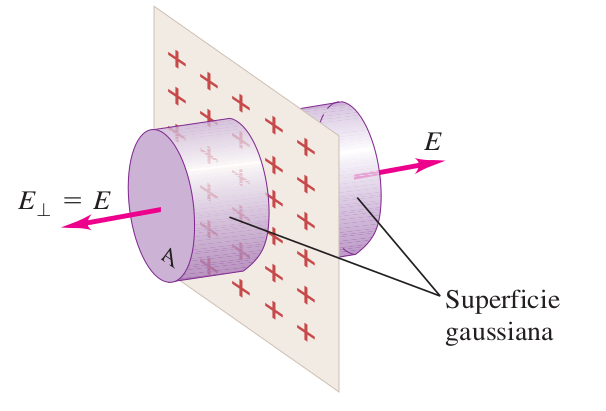 E
E⊥ = E
A
Superficie
gaussiana